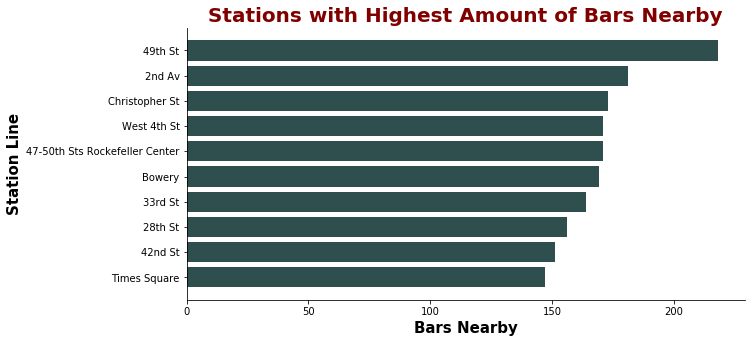 Stations with Highest Amount of Bars Nearby
Station Line
49th St
2nd Av
Christopher St
West 4th St
47-50th Sts Rockefeller Center
Bowery
33rd St
28th St
42nd St
Times Square
0 50 100 150 200
Bars Nearby